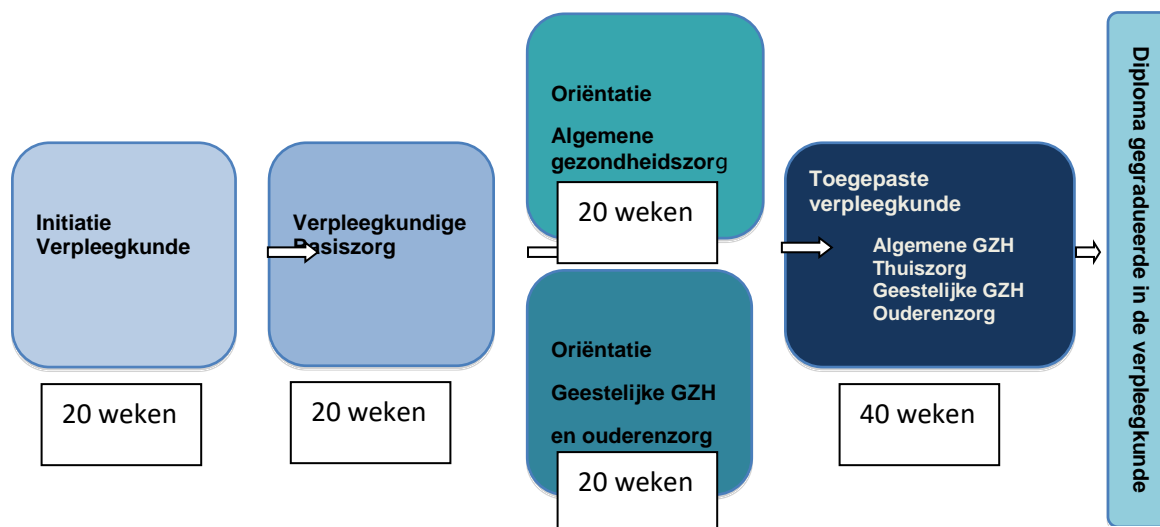 Initiatie
Verpleegkunde
20 weken
Verpleegkundige
Basiszorg
20 weken
Oriëntatie
Algemene
gezondheidszorg
20 weken
Oriëntatie
Geestelijke GZH
en ouderenzorg
20 weken
Toegepaste
verpleegkunde
Algemene GZH
Thuiszorg
Geestelijke GZH
Ouderenzorg
40 weken
Diploma gegradueerde in de verpleegkunde